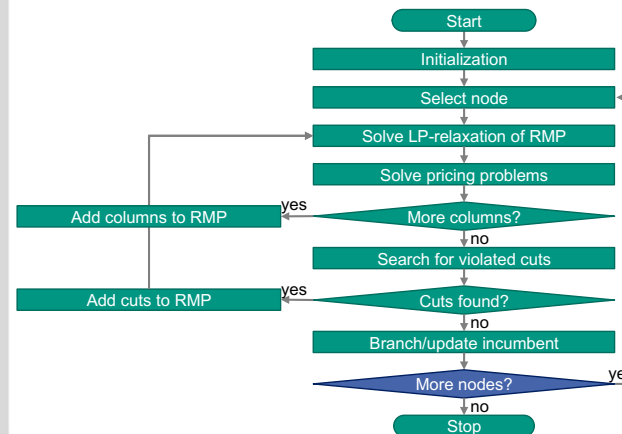 Start
Initialization
Select node
Solve LP-relaxation of RMP
Solve pricing problems
Add columns to RMP
yes
More columns?
no
Search for violated cuts
Add cuts to RMP
yes
Cuts found?
no
Branch/update incumbent
More nodes?
ye
no
Stop